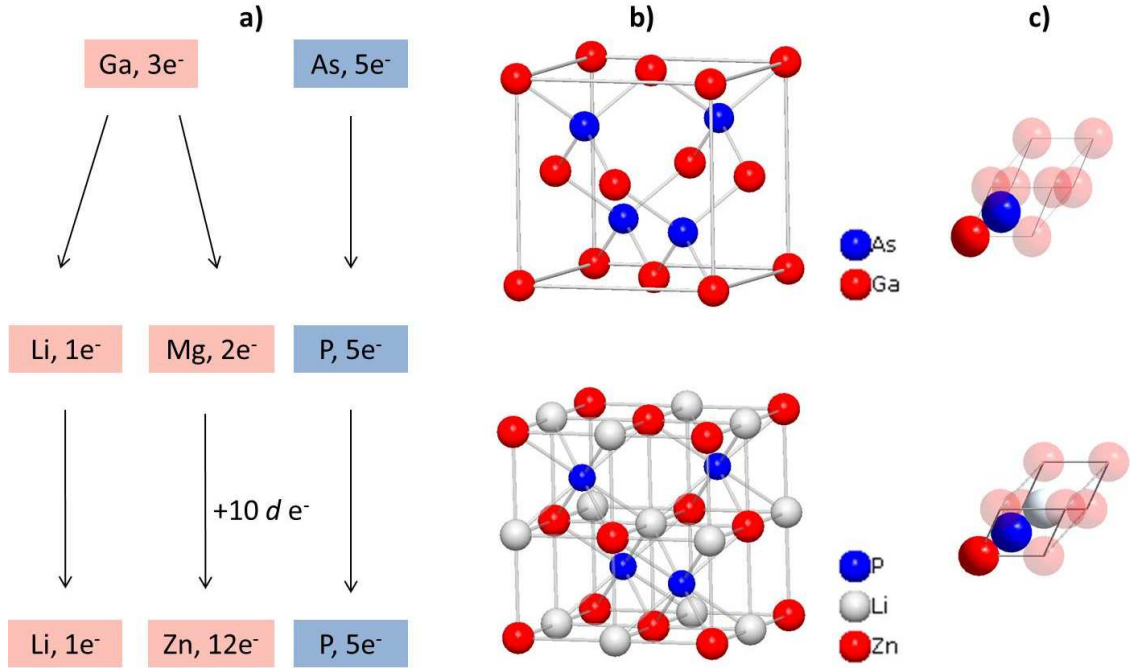 a)
b)
c)
Ga, 3e⁻
As, 5e⁻
As
Ga
Li, 1e⁻
Mg, 2e⁻
P, 5e⁻
+10 d e⁻
Li, 1e⁻
Zn, 12e⁻
P, 5e⁻
P
Li
Zn